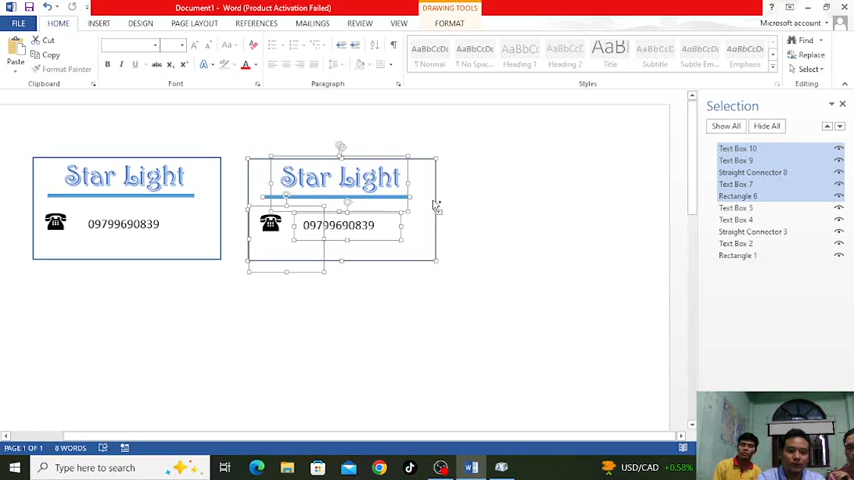 Document1 - Word (Product Activation Failed)
DRAWING TOOLS
FILE
HOME
INSERT
DESIGN
PAGE LAYOUT
REFERENCES
MAILINGS
REVIEW
VIEW
FORMAT
Microsoft account
Paste
Cut
Copy
Format Painter
Clipboard
Font
Paragraph
AaBbCcDc
AaBbCcDc
AaBbC
AaBbCc
AaB
AaBbCcD
AaBbCcDc
¶ Normal
¶ No Spac...
Heading 1
Heading 2
Title
Subtitle
Subtle Em...
Emphasis
Styles
Find
Replace
Select
Editing
Selection
Show All
Hide All
Text Box 10
Text Box 9
Straight Connector 8
Text Box 7
Rectangle 6
Text Box 5
Text Box 4
Straight Connector 3
Text Box 2
Rectangle 1
Star Light
09799690839
Star Light
09799690839
PAGE 1 OF 1
8 WORDS
Type here to search
USD/CAD
+0.58%